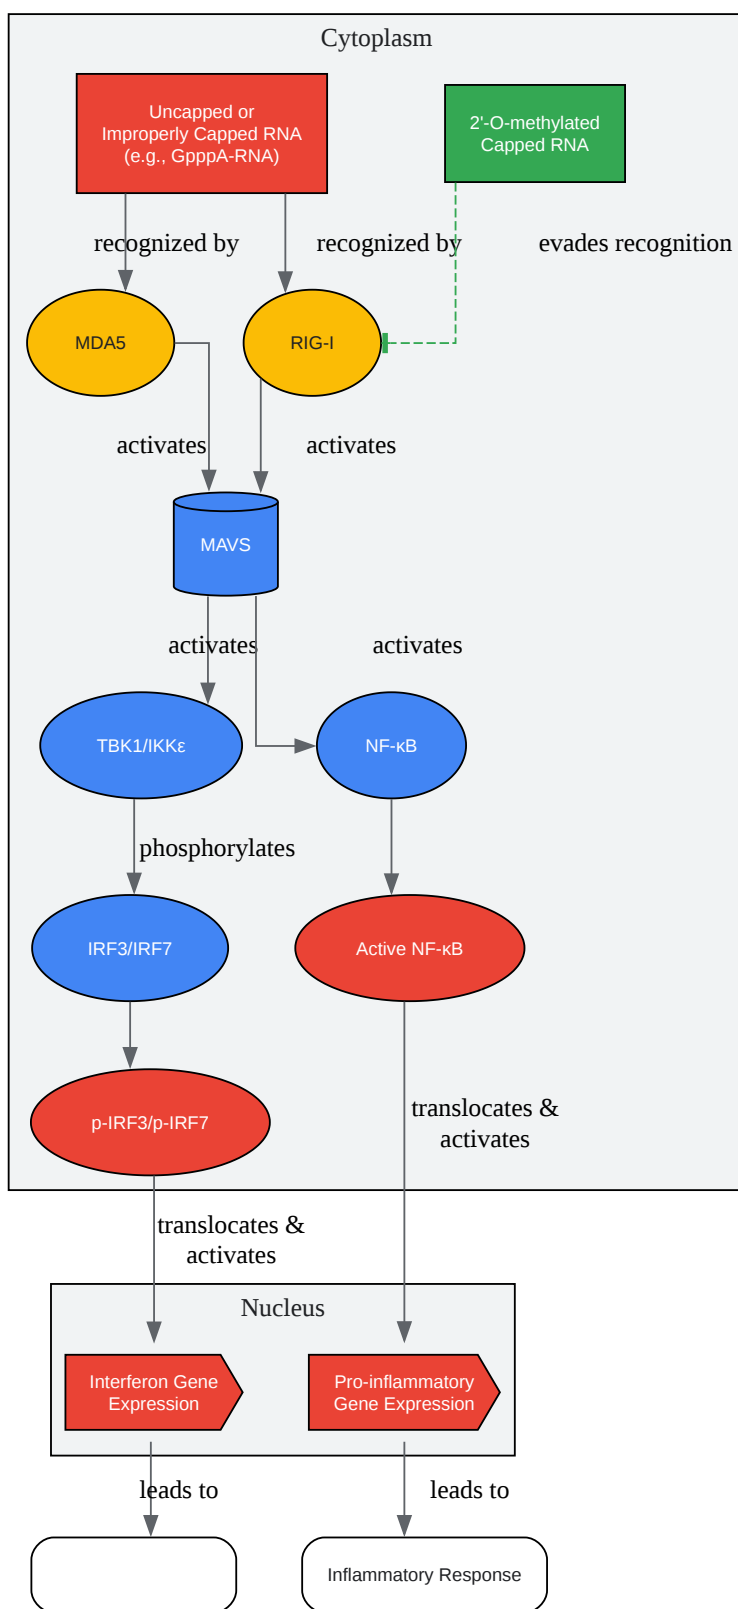 Cytoplasm
Uncapped or
Improperly Capped RNA
(e.g., GpppA-RNA)
2'-O-methylated
Capped RNA
recognized by
recognized by
evades recognition
MDA5
RIG-I
activates
activates
MAVS
activates
activates
TBK1/IKKε
NF-κB
phosphorylates
IRF3/IRF7
Active NF-κB
p-IRF3/p-IRF7
translocates &
activates
translocates &
activates
Nucleus
Interferon Gene
Expression
Pro-inflammatory
Gene Expression
leads to
leads to
Inflammatory Response